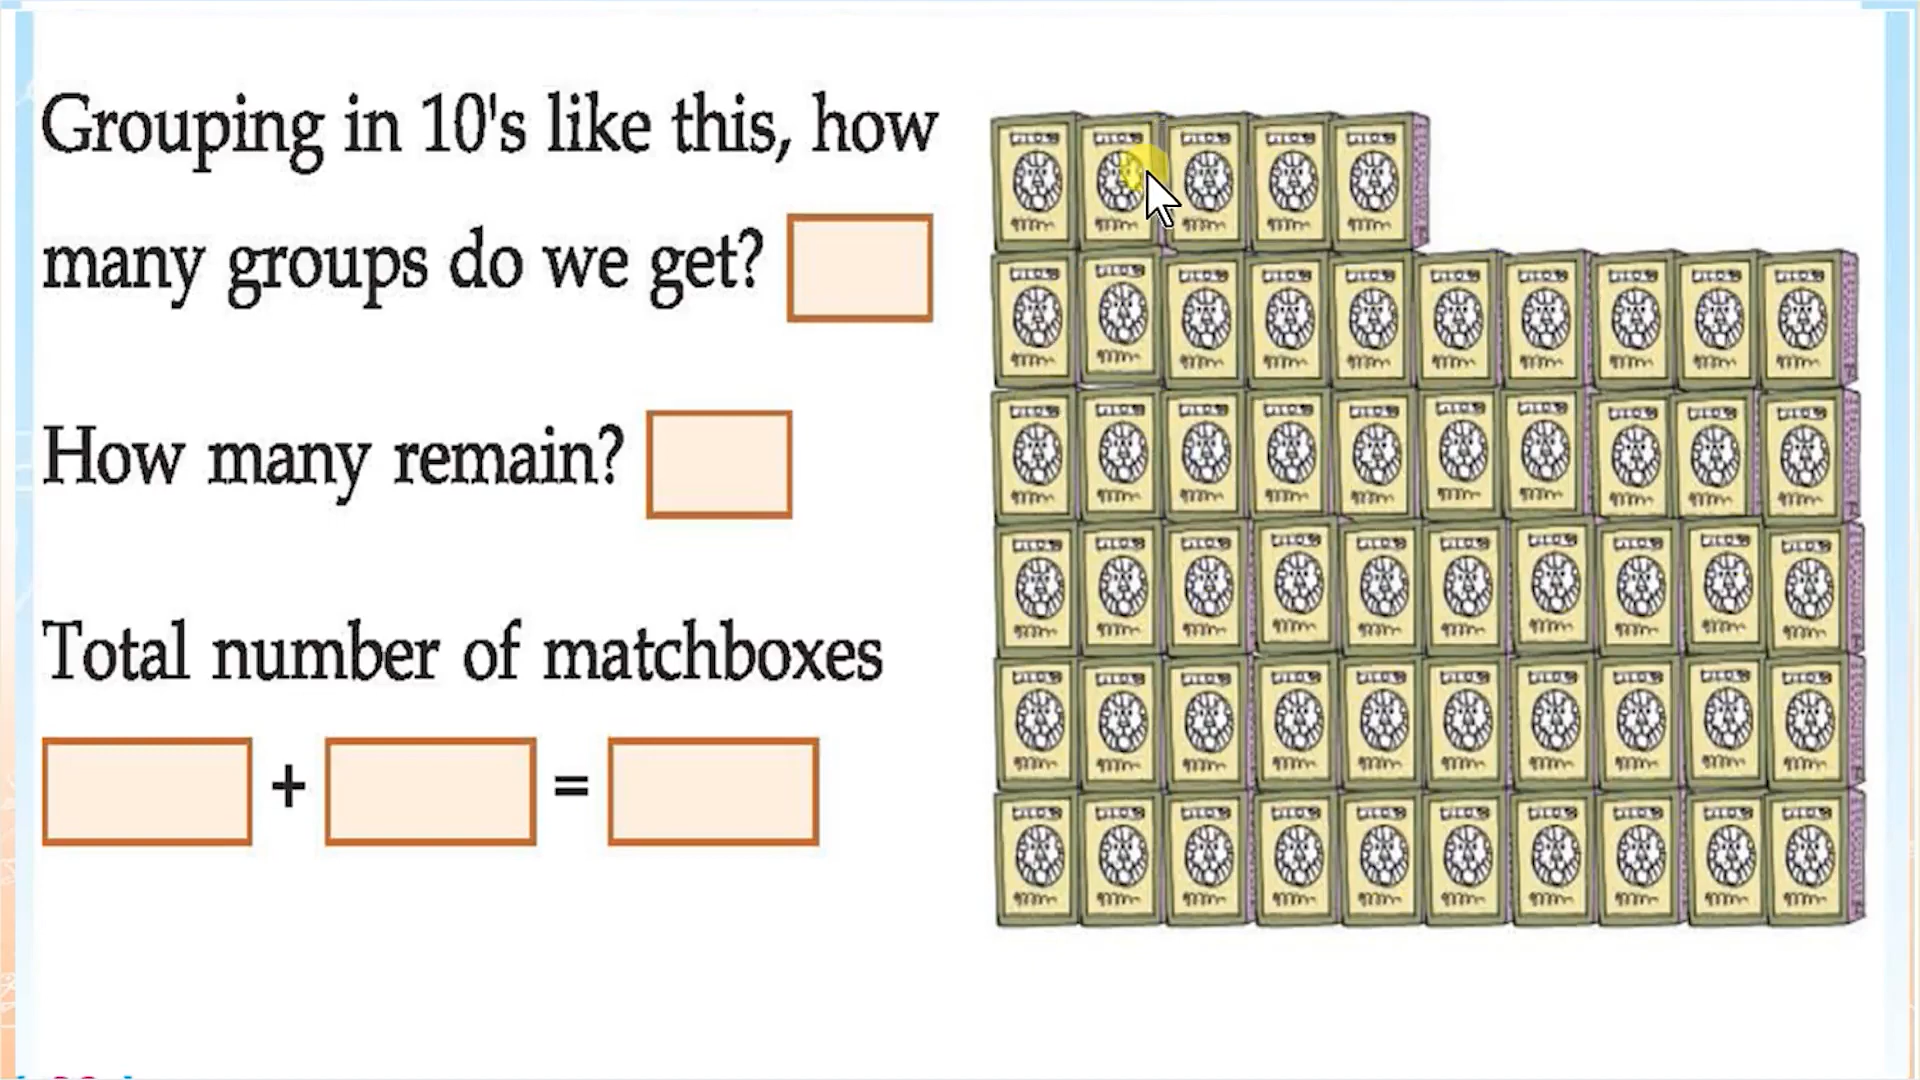 Grouping in 10's like this, how
many groups do we get?
How many remain?
Total number of matchboxes
+ =